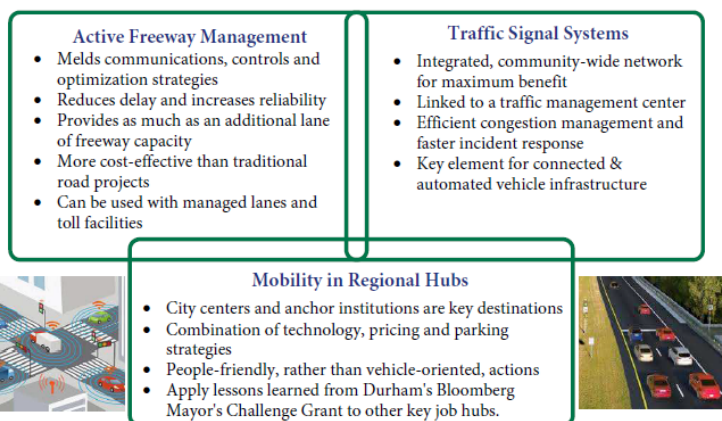 Active Freeway Management
• Melds communications, controls and
optimization strategies
• Reduces delay and increases reliability
• Provides as much as an additional lane
of freeway capacity
• More cost-effective than traditional
road projects
• Can be used with managed lanes and
toll facilities
Traffic Signal Systems
• Integrated, community-wide network
for maximum benefit
• Linked to a traffic management center
• Efficient congestion management and
faster incident response
• Key element for connected &
automated vehicle infrastructure
Mobility in Regional Hubs
• City centers and anchor institutions are key destinations
• Combination of technology, pricing and parking
strategies
• People-friendly, rather than vehicle-oriented, actions
• Apply lessons learned from Durham's Bloomberg
Mayor's Challenge Grant to other key job hubs.